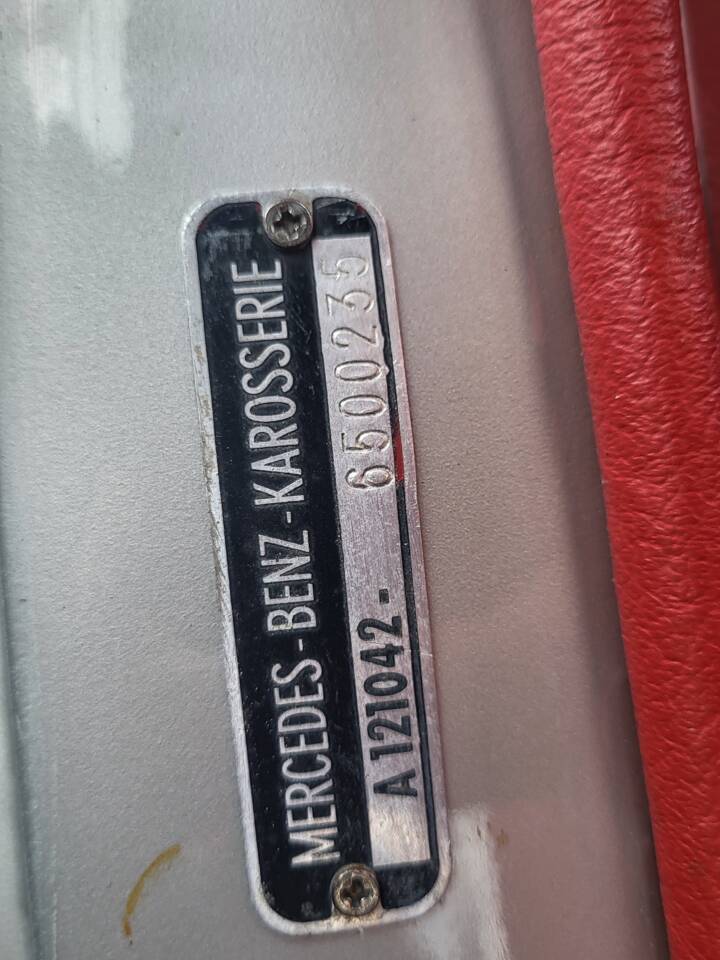 MERCEDES-BENZ-KAROSSERIE
A 121042 - 6500235